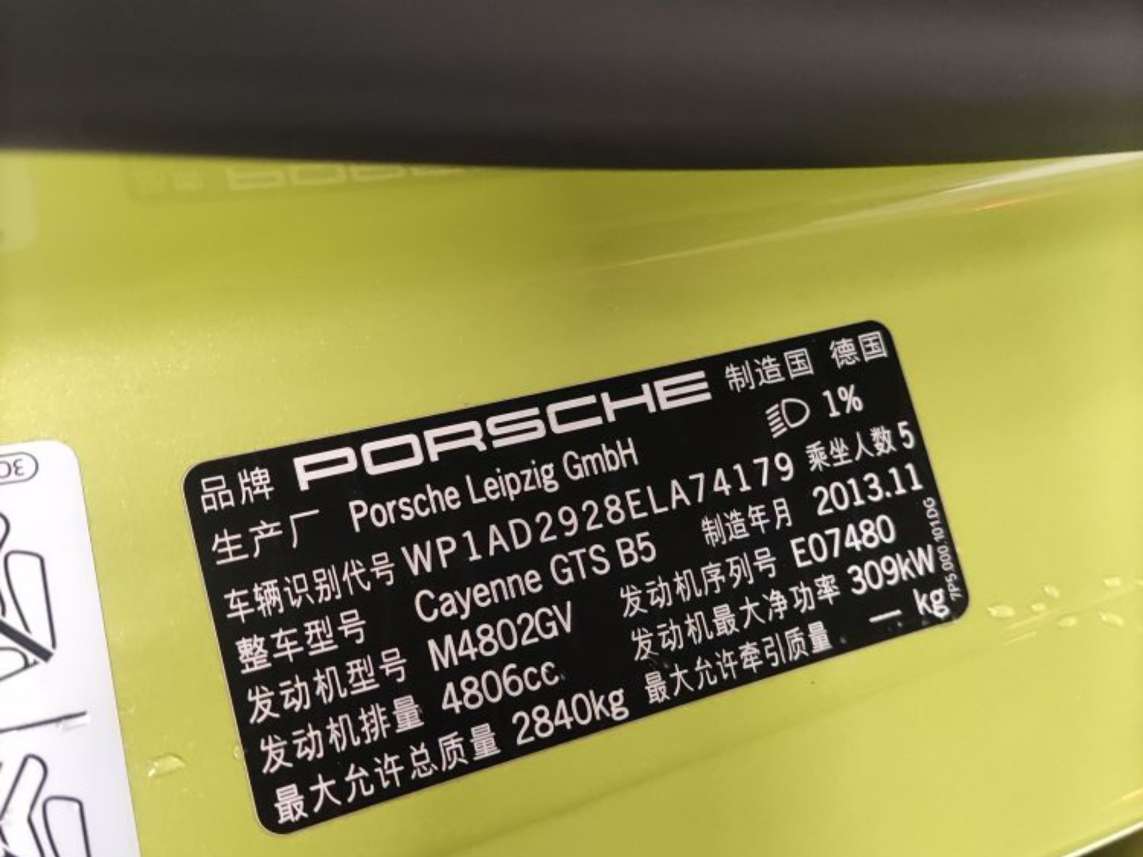 品牌 PORSCHE 制造国 德国
生产厂 Porsche Leipzig GmbH 1%
车辆识别代号 WP1AD2928ELA74179 乘坐人数 5
整车型号 Cayenne GTS B5 制造年月 2013.11
发动机型号 M4802GV 发动机序列号 E07480
发动机排量 4806cc 发动机最大净功率 309kW
最大允许总质量 2840kg 最大允许牵引质量 — kg
7P5.000.101DG